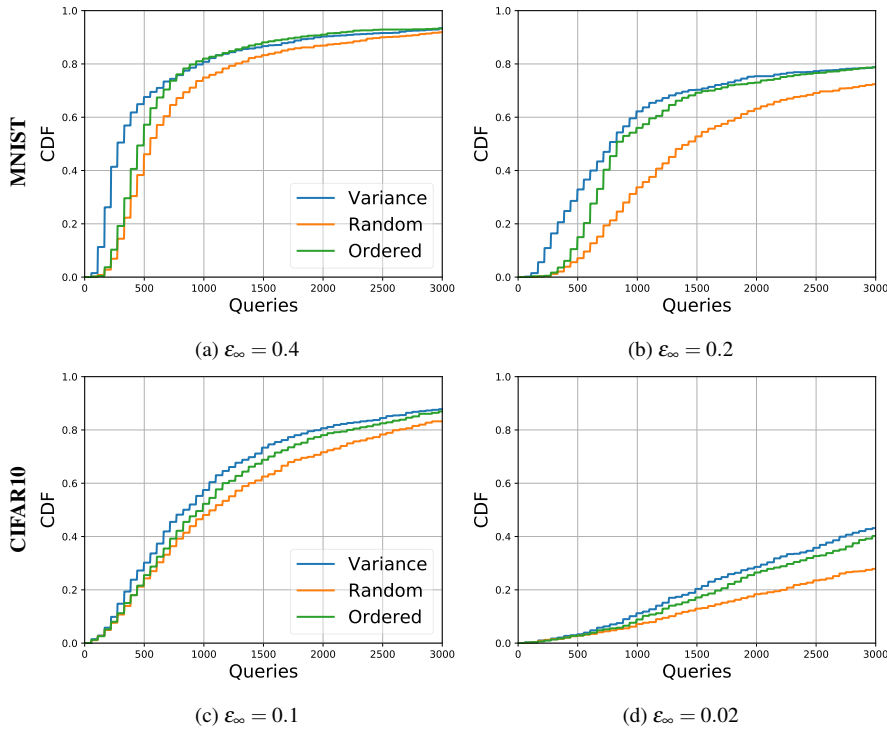 MNIST
CDF
1.0
0.8
0.6
0.4
0.2
0.0
Variance
Random
Ordered
0 500 1000 1500 2000 2500 3000
Queries
(a) ε∞ = 0.4
CDF
1.0
0.8
0.6
0.4
0.2
0.0
0 500 1000 1500 2000 2500 3000
Queries
(b) ε∞ = 0.2
CIFAR10
CDF
1.0
0.8
0.6
0.4
0.2
0.0
Variance
Random
Ordered
0 500 1000 1500 2000 2500 3000
Queries
(c) ε∞ = 0.1
CDF
1.0
0.8
0.6
0.4
0.2
0.0
0 500 1000 1500 2000 2500 3000
Queries
(d) ε∞ = 0.02